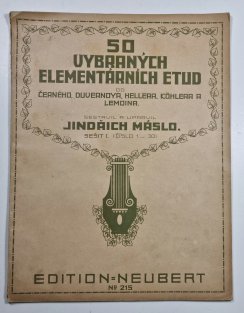 50
VYBRANÝCH
ELEMENTÁRNÍCH ETUD
OD
ČERNÉHO, DUVERNOYA, HELLERA, KÖHLERA A
LEMOINA.
SESTAVIL A UPRAVIL
JINDŘICH MÁSLO.
SEŠIT I. (ČÍSLO 1 - 30)
EDITION-NEUBERT
No 215